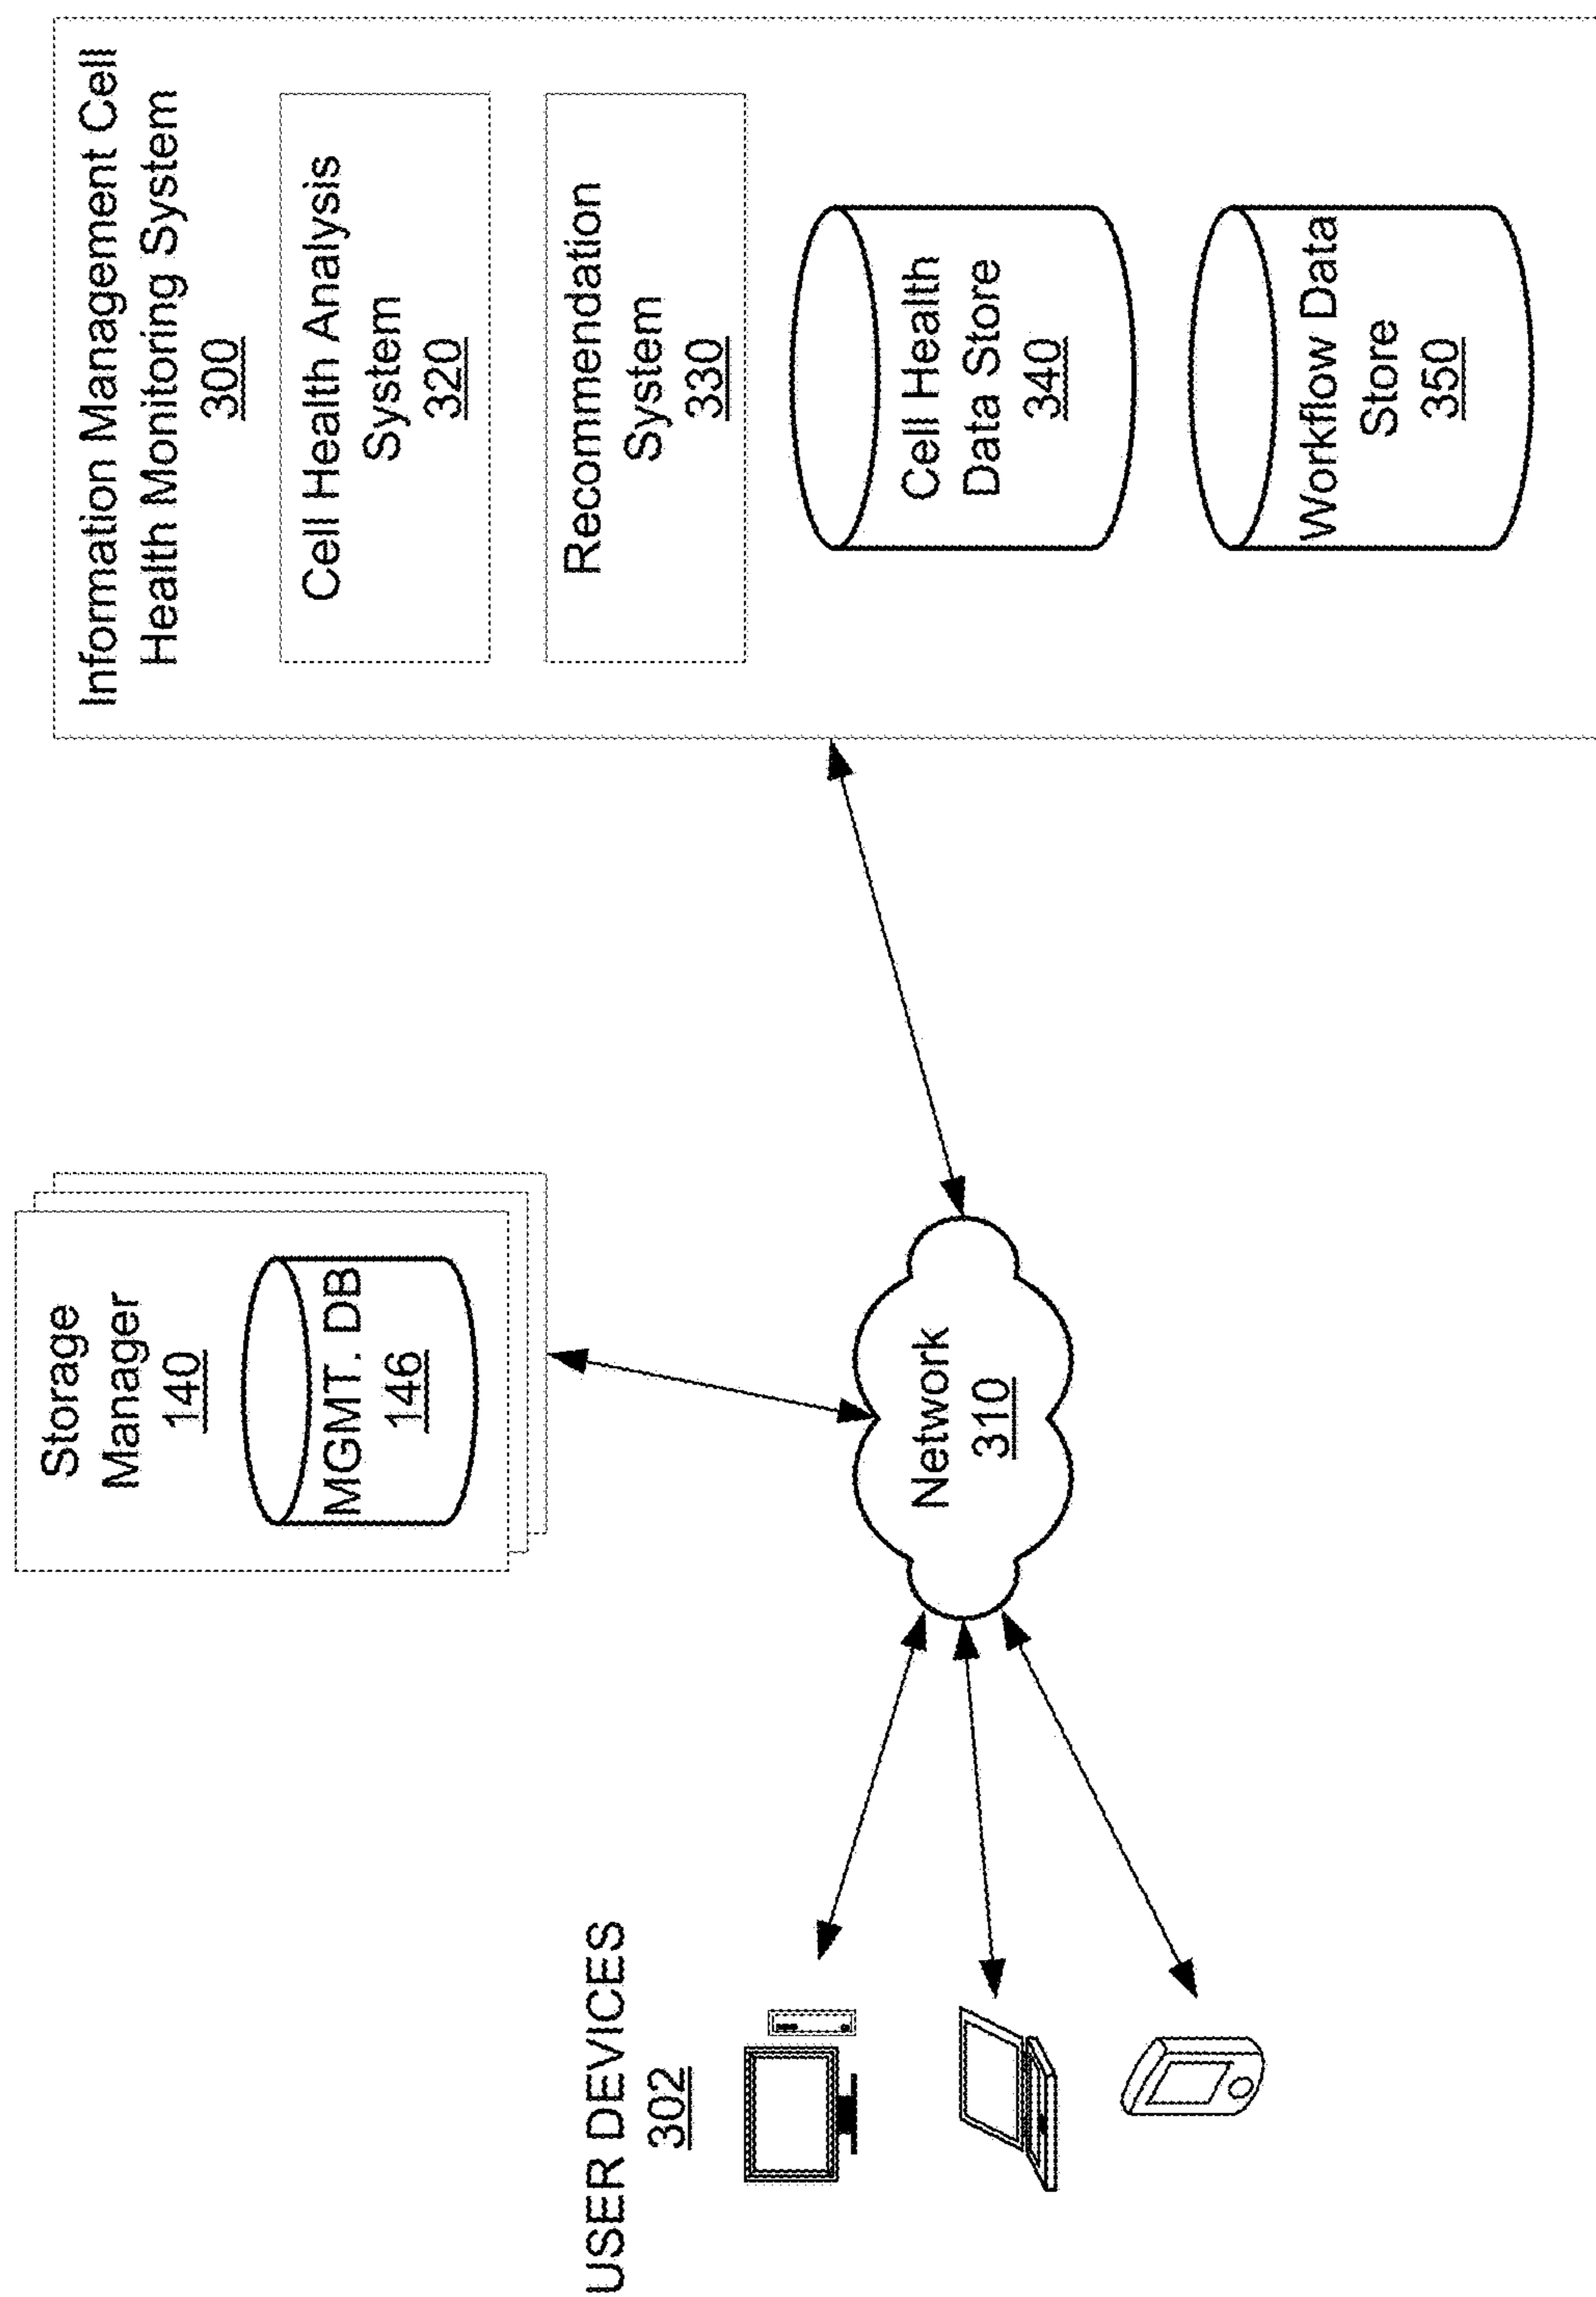 USER DEVICES
302
Storage
Manager
140
MGMT. DB
146
Network
310
Information Management Cell
Health Monitoring System
300
Cell Health Analysis
System
320
Recommendation
System
330
Cell Health
Data Store
340
Workflow Data
Store
350